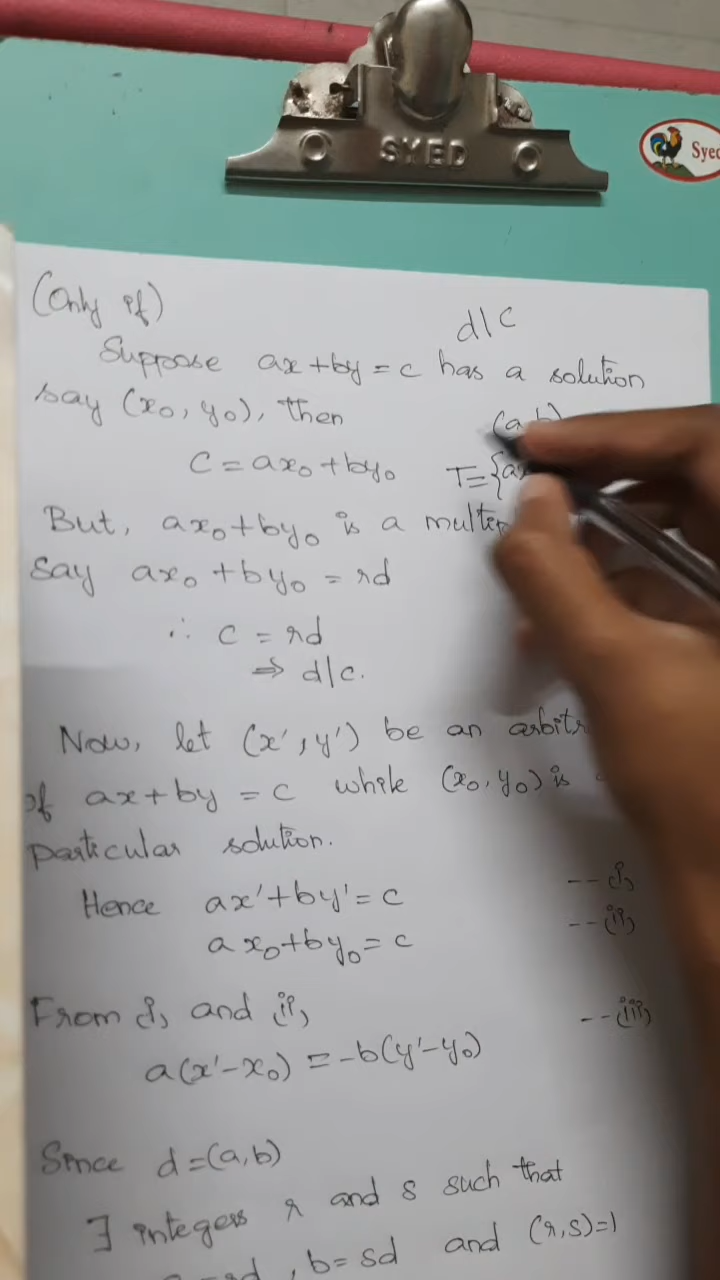 SYED
Syed
(Only if)
d|c
Suppose ax+by=c has a solution
say (x₀, y₀), then
(a,b)
c = ax₀+by₀
T={ax
But, ax₀+by₀ is a
say ax₀+by₀ = rd
∴ c = rd
⇒ d|c.
Now, let (x', y') be an
of ax+by = c while (x₀, y₀) is
particular solution.
Hence ax'+by'=c --(i)
ax₀+by₀=c --(ii)
From (i) and (ii) --(iii)
a(x'-x₀) = -b(y'-y₀)
Since d=(a,b)
∃ integers r and s such that
, b=sd and (r,s)=1